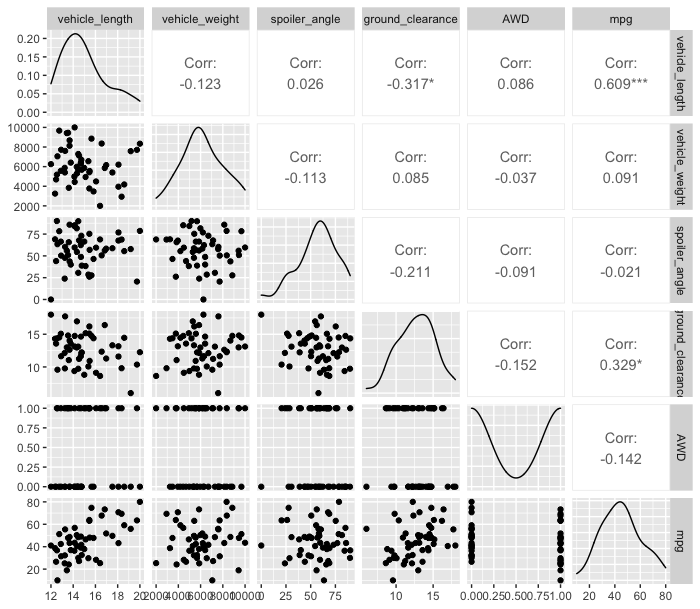 vehicle_length vehicle_weight spoiler_angle ground_clearance AWD mpg
0.20
0.15
0.10
0.05
0.00
Corr:
-0.123
Corr:
0.026
Corr:
-0.317*
Corr:
0.086
Corr:
0.609***
vehicle_length
10000
8000
6000
4000
2000
Corr:
-0.113
Corr:
0.085
Corr:
-0.037
Corr:
0.091
vehicle_weight
75
50
25
0
Corr:
-0.211
Corr:
-0.091
Corr:
-0.021
spoiler_angle
15
10
Corr:
-0.152
Corr:
0.329*
ground_clearance
1.00
0.75
0.50
0.25
0.00
Corr:
-0.142
AWD
80
60
40
20
mpg
12 14 16 18 20 2000 4000 6000 8000 10000 0 25 50 75 10 15 0.00 0.25 0.50 0.75 1.00 20 40 60 80